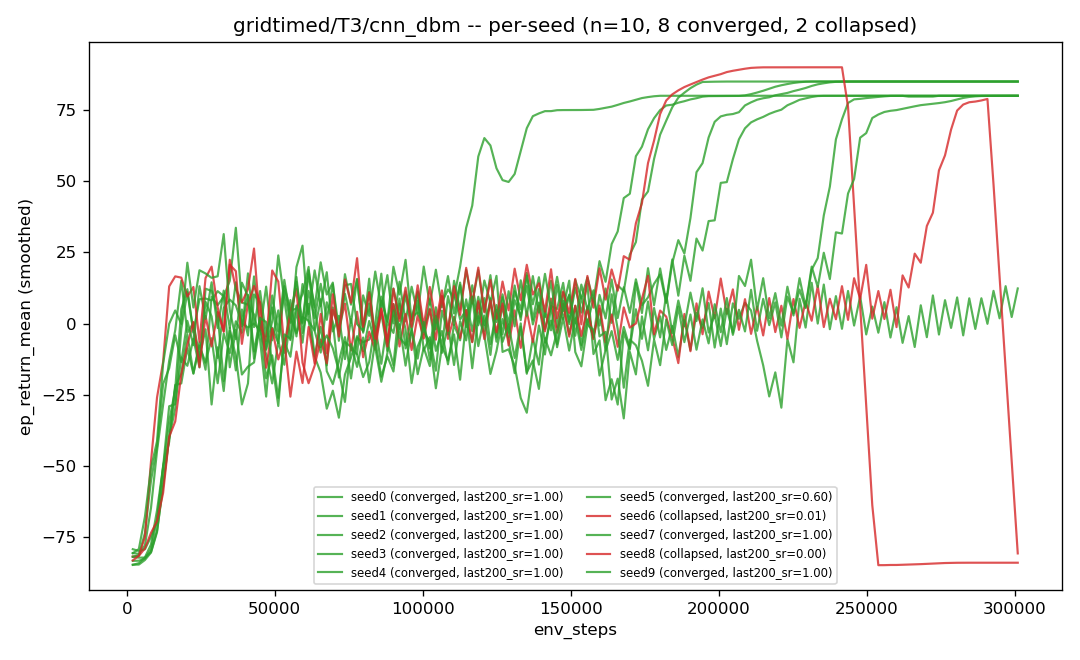 gridtimed/T3/cnn_dbm -- per-seed (n=10, 8 converged, 2 collapsed)
ep_return_mean (smoothed)
75
50
25
0
−25
−50
−75
seed0 (converged, last200_sr=1.00)
seed1 (converged, last200_sr=1.00)
seed2 (converged, last200_sr=1.00)
seed3 (converged, last200_sr=1.00)
seed4 (converged, last200_sr=1.00)
seed5 (converged, last200_sr=0.60)
seed6 (collapsed, last200_sr=0.01)
seed7 (converged, last200_sr=1.00)
seed8 (collapsed, last200_sr=0.00)
seed9 (converged, last200_sr=1.00)
0
50000
100000
150000
200000
250000
300000
env_steps